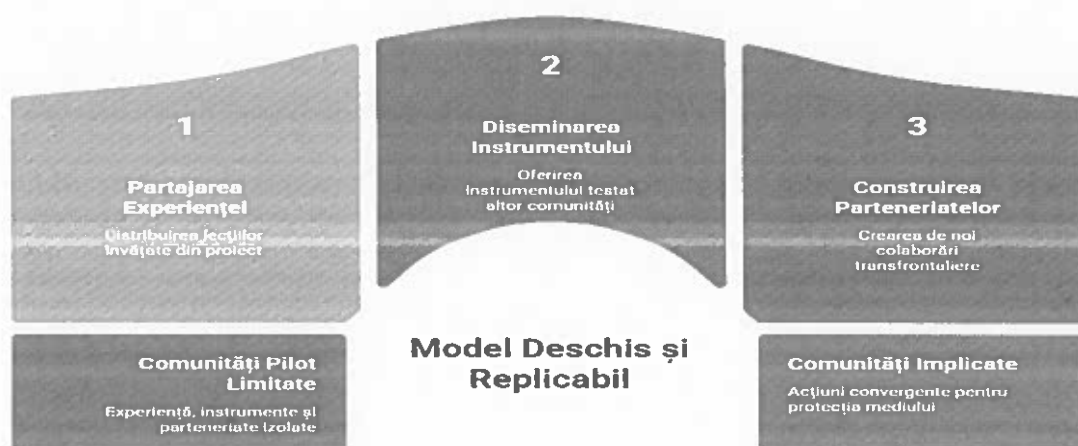 1
Partajarea
Experienței
Distribuirea lecțiilor
învățate din proiect
2
Diseminarea
Instrumentului
Oferirea
instrumentului testat
altor comunități
3
Construirea
Parteneriatelor
Crearea de noi
colaborări
transfrontaliere
Comunități Pilot
Limitate
Experiență, instrumente și
parteneriate izolate
Model Deschis și
Replicabil
Comunități Implicate
Acțiuni convergente pentru
protecția mediului